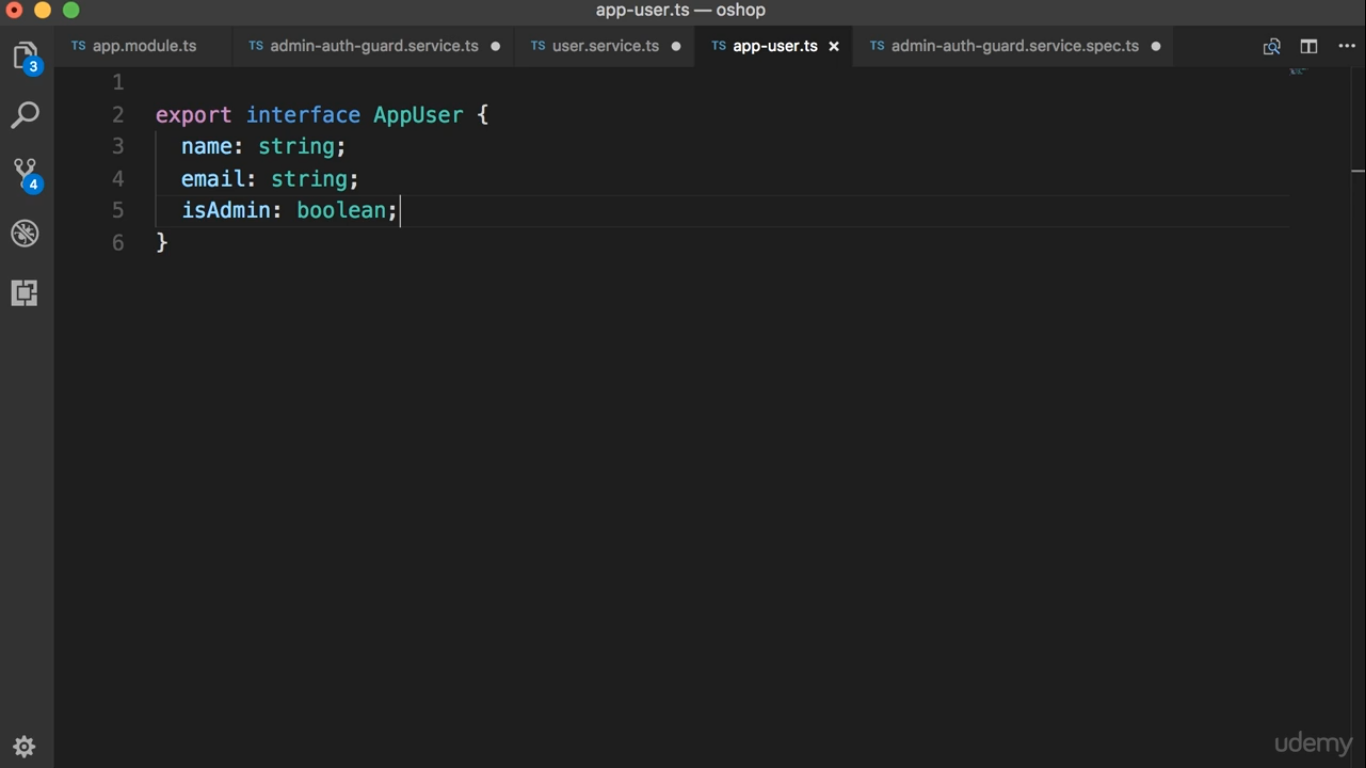 app-user.ts — oshop
TS app.module.ts TS admin-auth-guard.service.ts TS user.service.ts TS app-user.ts TS admin-auth-guard.service.spec.ts
3
4
1
2 export interface AppUser {
3 name: string;
4 email: string;
5 isAdmin: boolean;
6 }
udemy